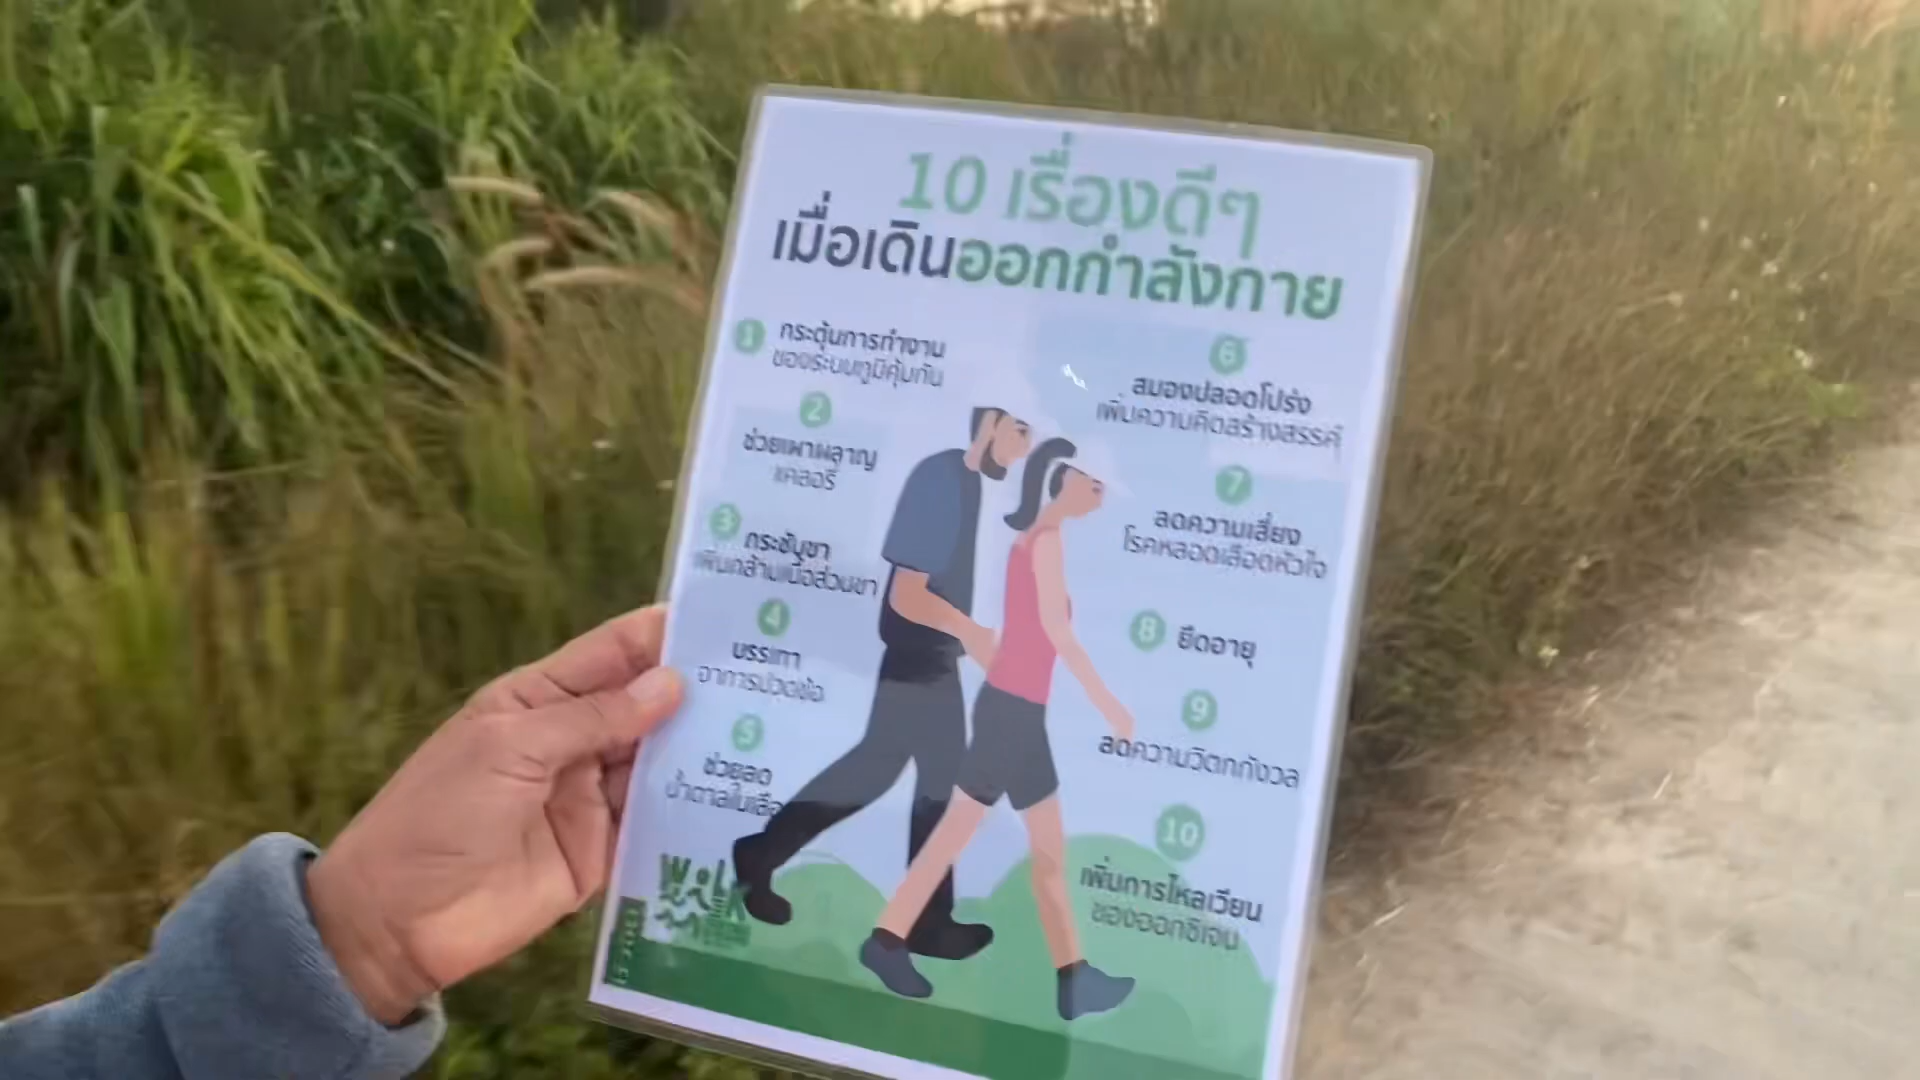 10 เรื่องดีๆ
เมื่อเดินออกกำลังกาย
1 กระตุ้นการทำงาน
ของระบบภูมิคุ้มกัน
2
ช่วยเผาผลาญ
แคลอรี่
3
กระชับขา
เพิ่มกล้ามเนื้อส่วนขา
4
บรรเทา
อาการปวดข้อ
5
ช่วยลด
น้ำตาลในเลือ
6
สมองปลอดโปร่ง
เพิ่มความคิดสร้างสรรค์
7
ลดความเสี่ยง
โรคหลอดเลือดหัวใจ
8 ยืดอายุ
9
ลดความวิตกกังวล
10
เพิ่มการไหลเวียน
ของออกซิเจน
WoLK